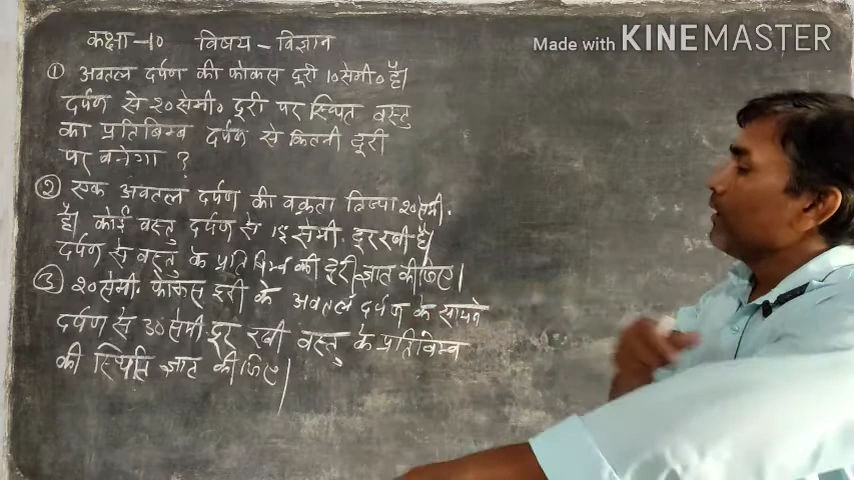 कक्षा-10 विषय - विज्ञान
Made with KINEMASTER
① अवतल दर्पण की फोकस दूरी 10 सेमी० है।
दर्पण से 20 सेमी० दूरी पर स्थित वस्तु
का प्रतिबिम्ब दर्पण से कितनी दूरी
पर बनेगा ?
② एक अवतल दर्पण की वक्रता त्रिज्या 20 सेमी.
है। कोई वस्तु दर्पण से 15 सेमी. दूर रखी है।
दर्पण से वस्तु के प्रतिबिम्ब की दूरी ज्ञात कीजिए।
③ 20 सेमी. फोकस दूरी के अवतल दर्पण के सामने
दर्पण से 30 सेमी दूर रखी वस्तु के प्रतिबिम्ब
की स्थिति ज्ञात कीजिए।